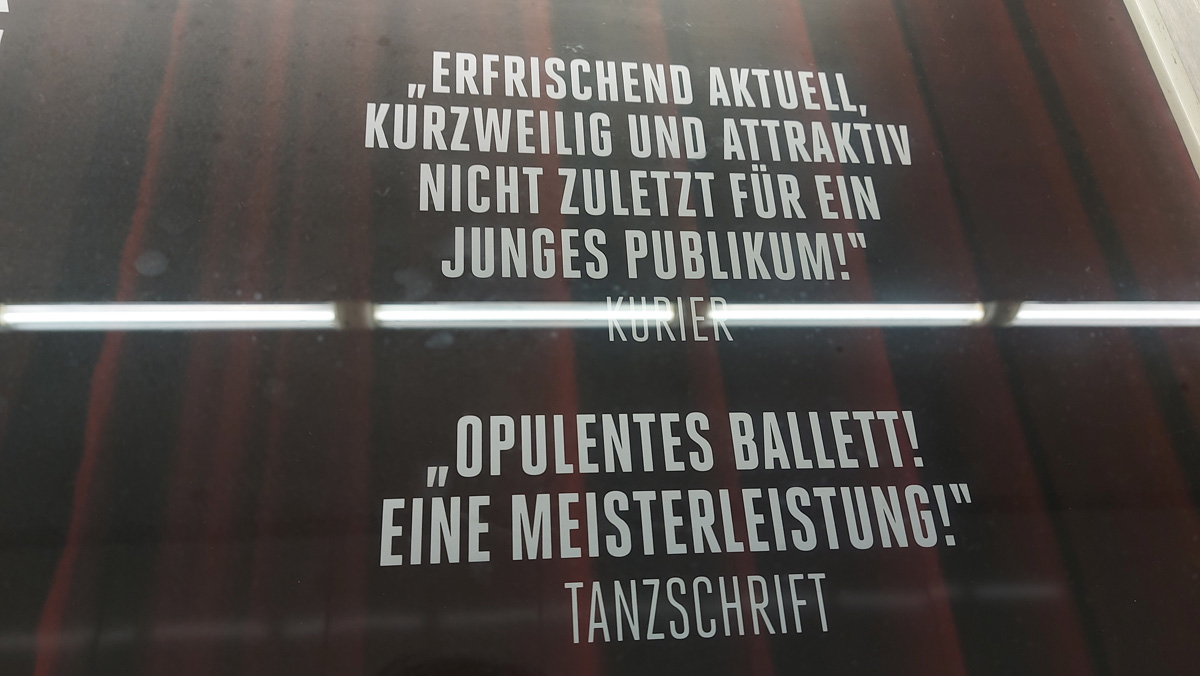 „ERFRISCHEND AKTUELL,
KURZWEILIG UND ATTRAKTIV
NICHT ZULETZT FÜR EIN
JUNGES PUBLIKUM!"
KURIER
„OPULENTES BALLETT!
EINE MEISTERLEISTUNG!"
TANZSCHRIFT